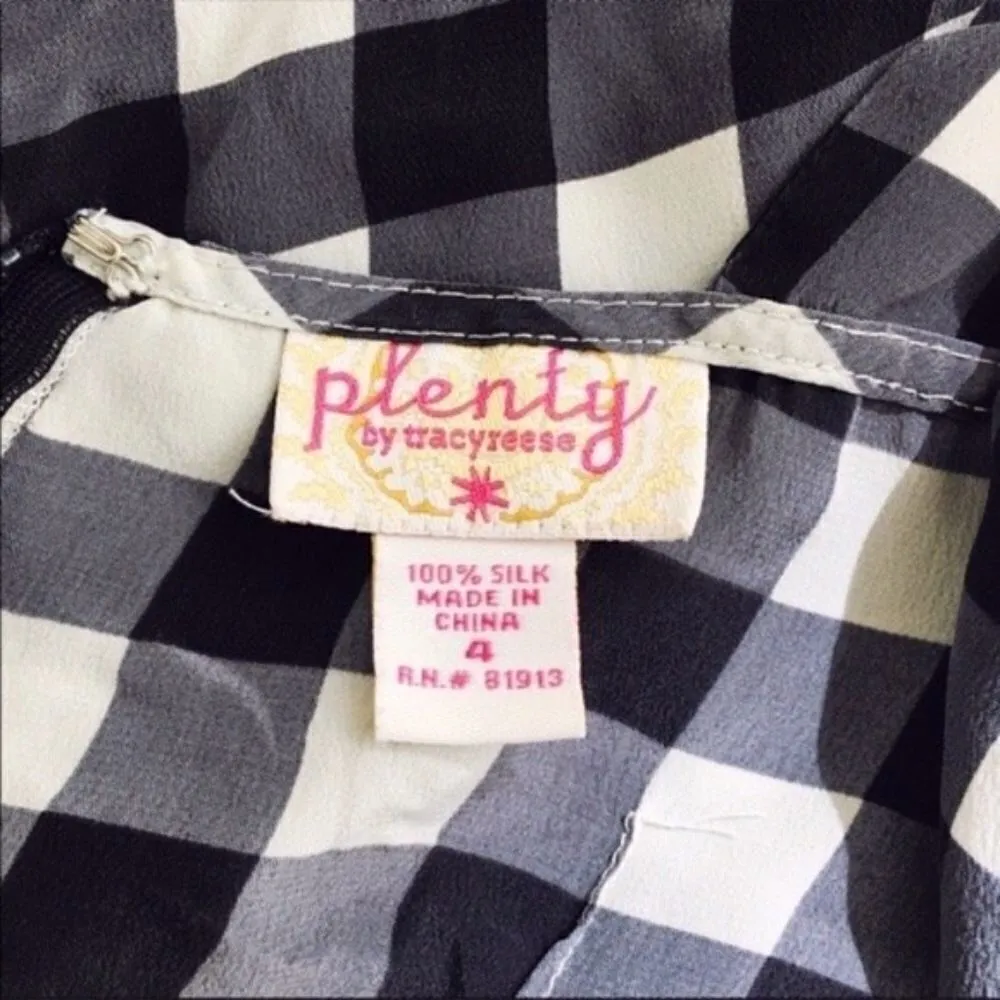 plenty
by tracyreese
100% SILK
MADE IN
CHINA
4
R.N.# 81913